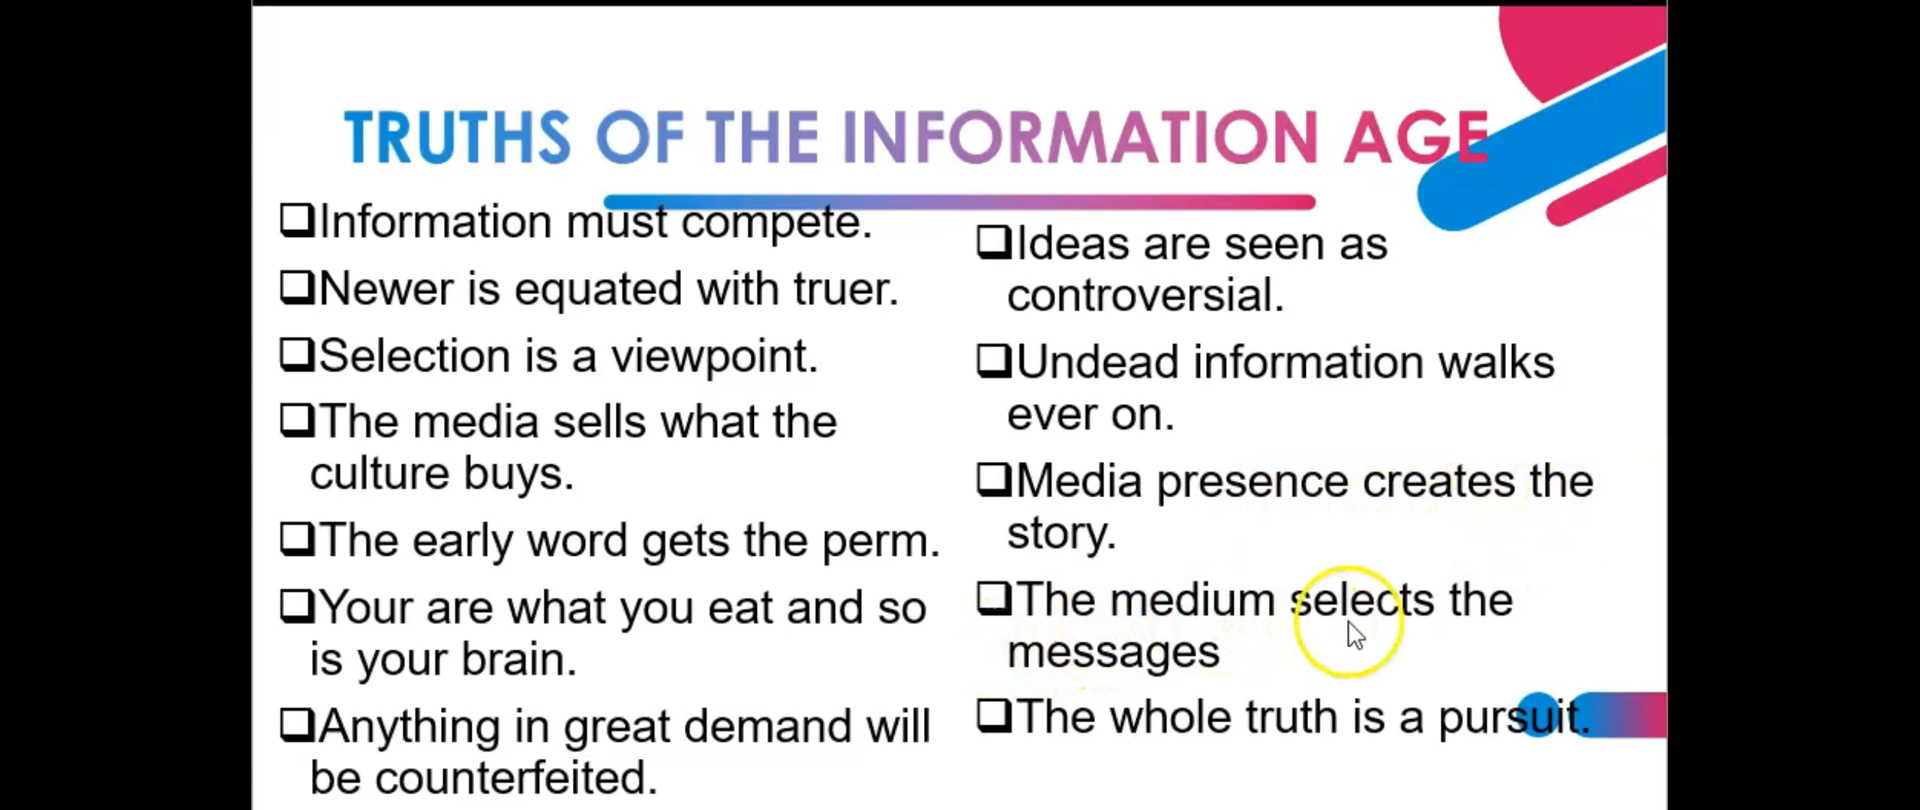 TRUTHS OF THE INFORMATION AGE
Information must compete.
Newer is equated with truer.
Selection is a viewpoint.
The media sells what the
culture buys.
The early word gets the perm.
Your are what you eat and so
is your brain.
Anything in great demand will
be counterfeited.
Ideas are seen as
controversial.
Undead information walks
ever on.
Media presence creates the
story.
The medium selects the
messages
The whole truth is a pursuit.